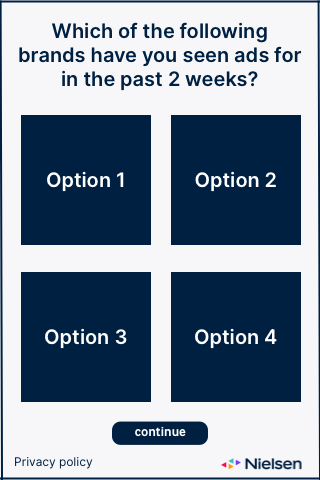 Which of the following
brands have you seen ads for
in the past 2 weeks?
Option 1
Option 2
Option 3
Option 4
continue
Privacy policy
Nielsen